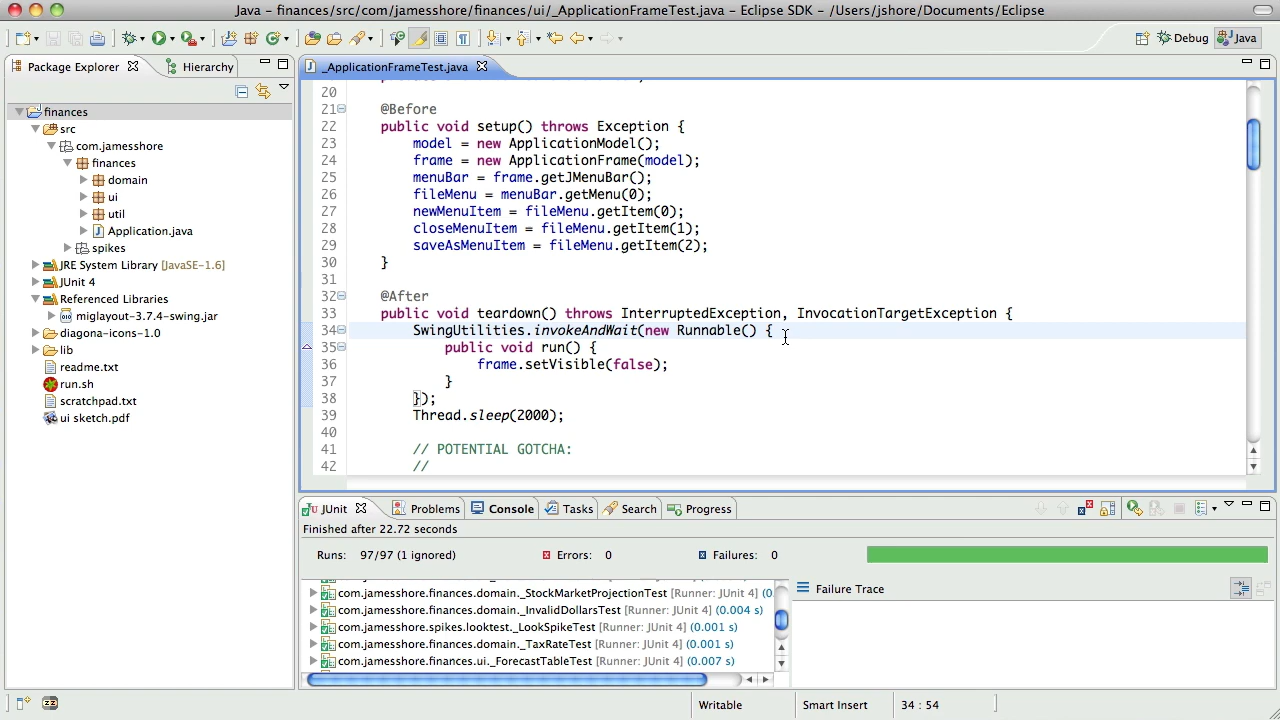 Java - finances/src/com/jamesshore/finances/ui/_ApplicationFrameTest.java - Eclipse SDK - /Users/jshore/Documents/Eclipse
Debug
Java
Package Explorer
Hierarchy
finances
src
com.jamesshore
finances
domain
ui
util
Application.java
spikes
JRE System Library [JavaSE-1.6]
JUnit 4
Referenced Libraries
miglayout-3.7.4-swing.jar
diagona-icons-1.0
lib
readme.txt
run.sh
scratchpad.txt
ui sketch.pdf
_ApplicationFrameTest.java
20
21 @Before
22 public void setup() throws Exception {
23 model = new ApplicationModel();
24 frame = new ApplicationFrame(model);
25 menuBar = frame.getJMenuBar();
26 fileMenu = menuBar.getMenu(0);
27 newMenuItem = fileMenu.getItem(0);
28 closeMenuItem = fileMenu.getItem(1);
29 saveAsMenuItem = fileMenu.getItem(2);
30 }
31
32 @After
33 public void teardown() throws InterruptedException, InvocationTargetException {
34 SwingUtilities.invokeAndWait(new Runnable() {
35 public void run() {
36 frame.setVisible(false);
37 }
38 });
39 Thread.sleep(2000);
40
41 // POTENTIAL GOTCHA:
42 //
JUnit
Problems
Console
Tasks
Search
Progress
Finished after 22.72 seconds
Runs: 97/97 (1 ignored)
Errors: 0
Failures: 0
com.jamesshore.finances.domain._StockMarketProjectionTest [Runner: JUnit 4] (0
com.jamesshore.finances.domain._InvalidDollarsTest [Runner: JUnit 4] (0.004 s)
com.jamesshore.spikes.looktest._LookSpikeTest [Runner: JUnit 4] (0.001 s)
com.jamesshore.finances.domain._TaxRateTest [Runner: JUnit 4] (0.001 s)
com.jamesshore.finances.ui._ForecastTableTest [Runner: JUnit 4] (0.007 s)
Failure Trace
Writable
Smart Insert
34 : 54